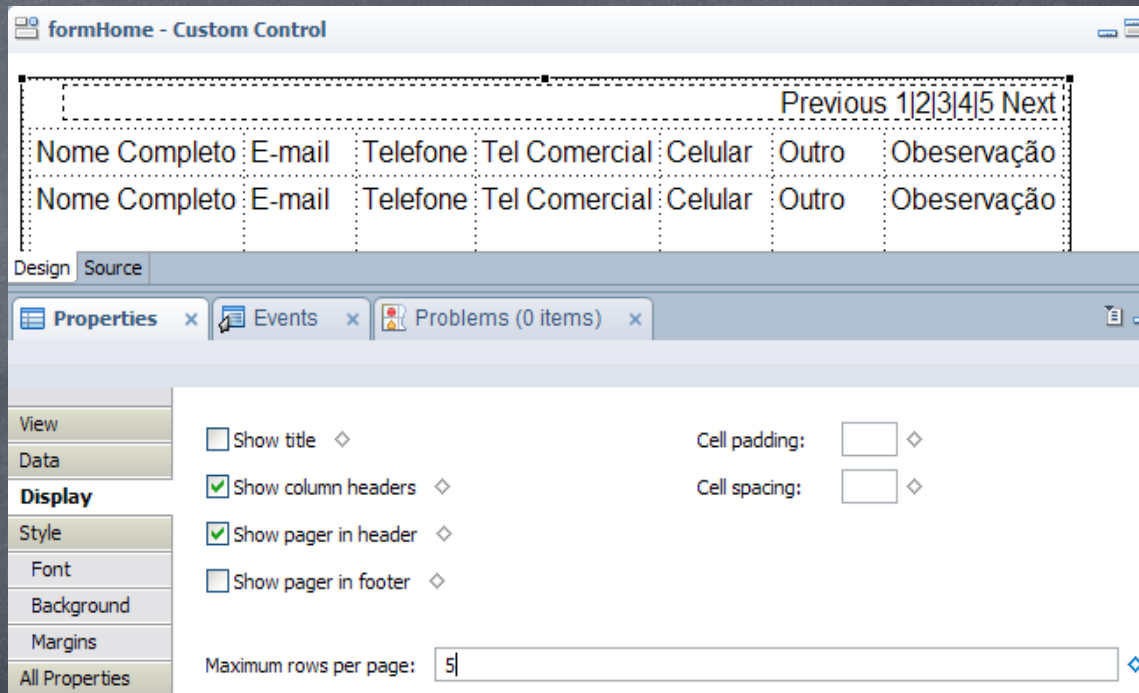 formHome - Custom Control
Previous 1|2|3|4|5 Next
Nome Completo E-mail Telefone Tel Comercial Celular Outro Obeservação
Nome Completo E-mail Telefone Tel Comercial Celular Outro Obeservação
Design Source
Properties Events Problems (0 items)
View
Data
Display
Style
Font
Background
Margins
All Properties
Show title
Show column headers
Show pager in header
Show pager in footer
Cell padding:
Cell spacing:
Maximum rows per page: 5